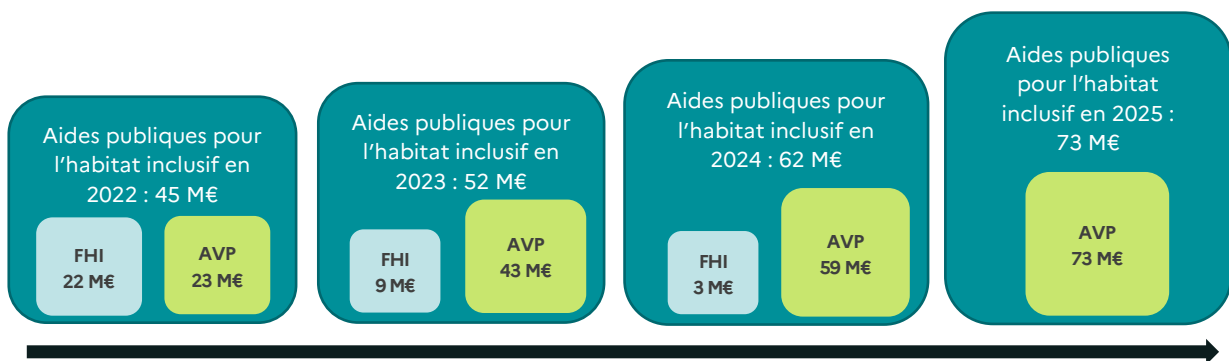 Aides publiques pour
l’habitat inclusif en
2022 : 45 M€
FHI
22 M€
AVP
23 M€
Aides publiques pour
l’habitat inclusif en
2023 : 52 M€
FHI
9 M€
AVP
43 M€
Aides publiques pour
l’habitat inclusif en
2024 : 62 M€
FHI
3 M€
AVP
59 M€
Aides publiques
pour l’habitat
inclusif en 2025 :
73 M€
AVP
73 M€